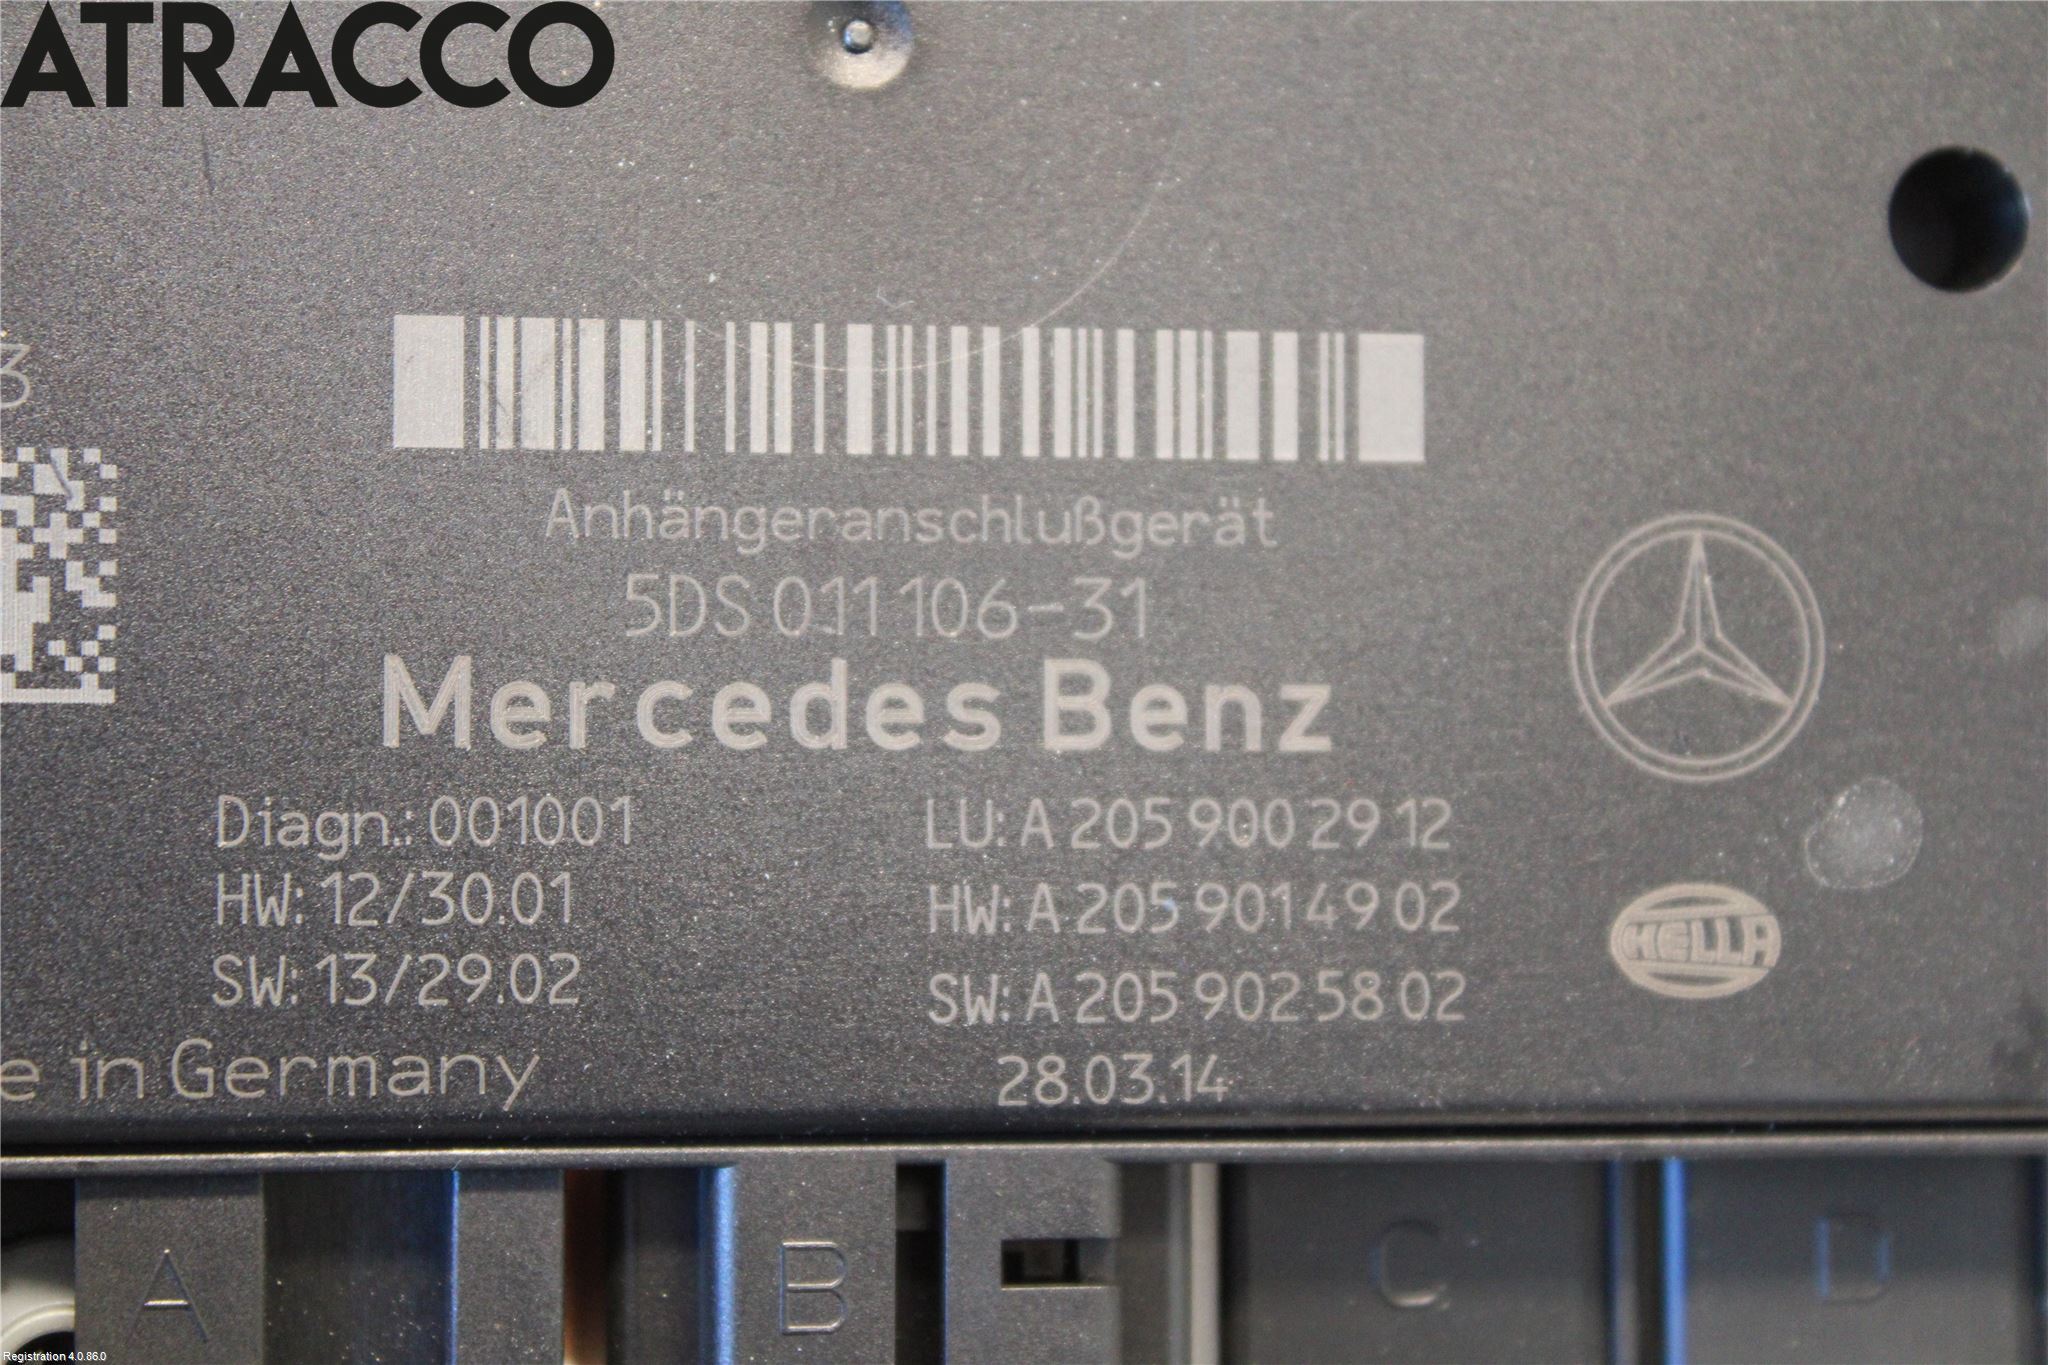 ATRACCO
3
Anhängeranschlußgerät
5DS 011 106-31
Mercedes Benz
Diagn.: 001001
HW: 12/30.01
SW: 13/29.02
LU: A 205 900 29 12
HW: A 205 901 49 02
SW: A 205 902 58 02
HELLA
e in Germany
28.03.14
A
B
C
D
Registration 4.0.86.0